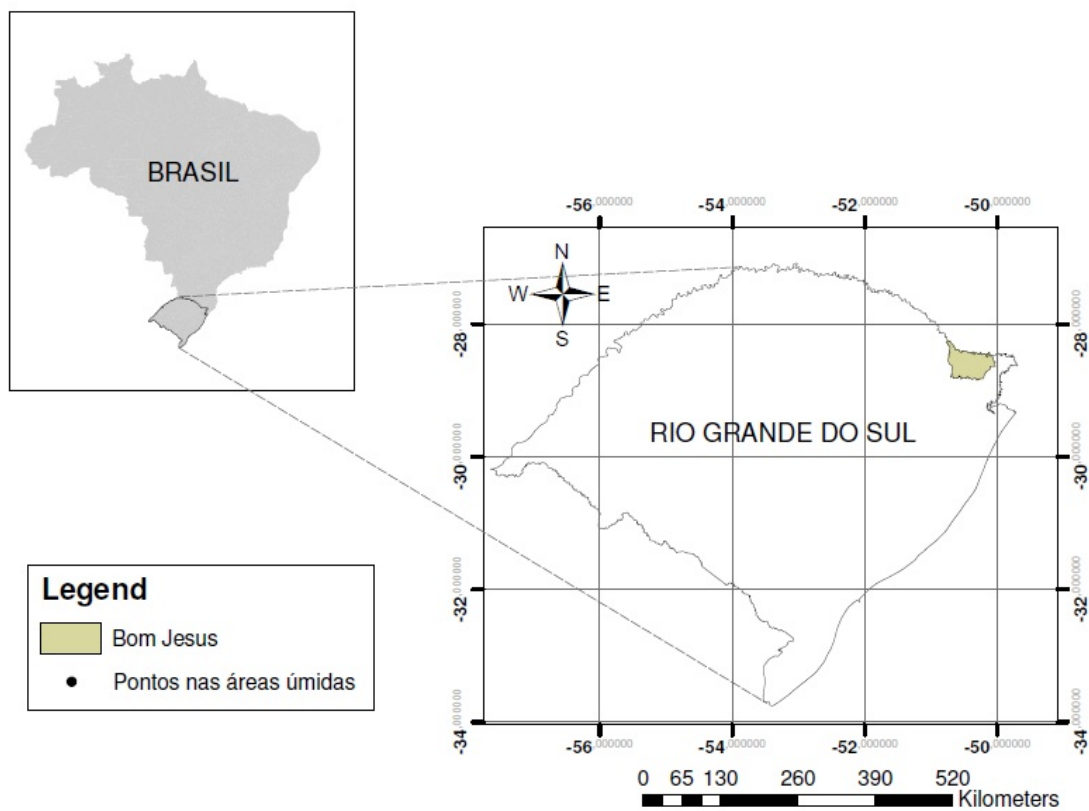 BRASIL
-56,000000 -54,000000 -52,000000 -50,000000
N
W E
S
-28,000000 -28,000000
RIO GRANDE DO SUL
-30,000000 -30,000000
-32,000000 -32,000000
-34,000000 -34,000000
-56,000000 -54,000000 -52,000000 -50,000000
Legend
Bom Jesus
Pontos nas áreas úmidas
0 65 130 260 390 520
Kilometers